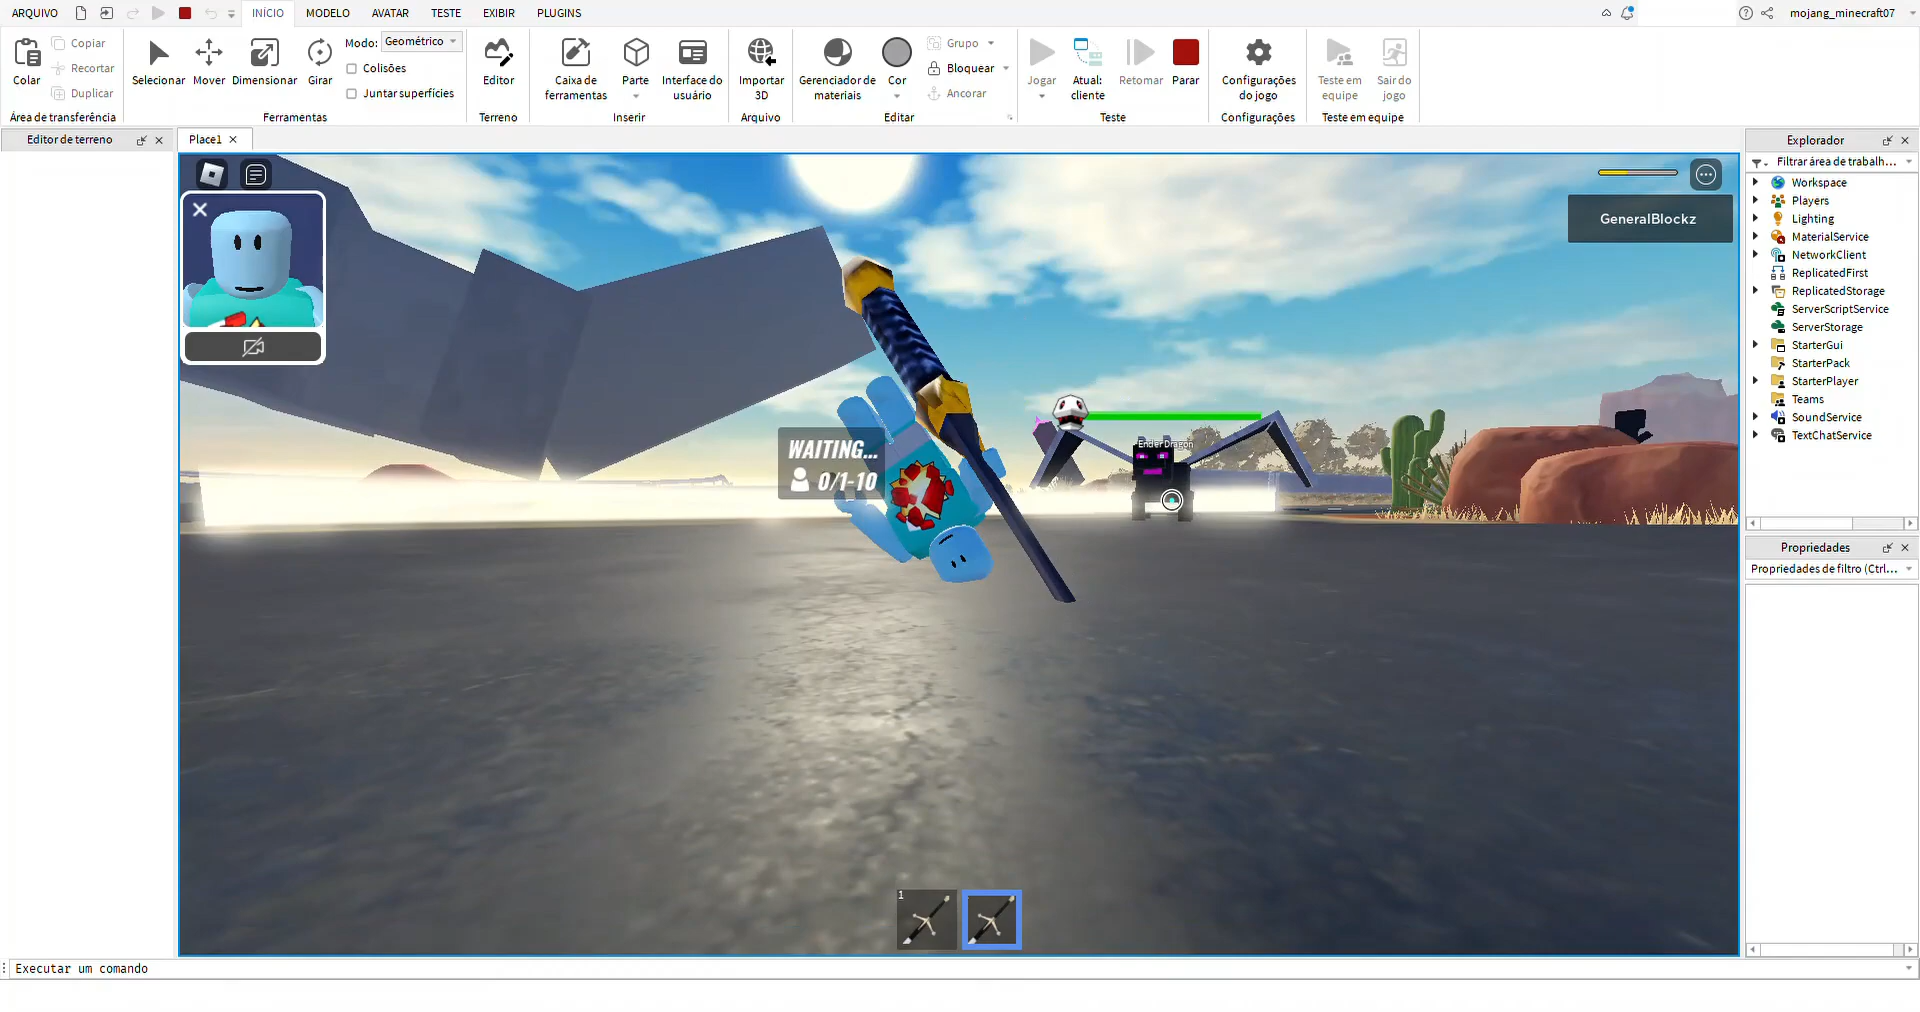 ARQUIVO
INÍCIO
MODELO
AVATAR
TESTE
EXIBIR
PLUGINS
mojang_minecraft07
Colar
Copiar
Recortar
Duplicar
Área de transferência
Selecionar
Mover
Dimensionar
Girar
Modo: Geométrico
Colisões
Juntar superfícies
Ferramentas
Editor
Terreno
Caixa de
ferramentas
Parte
Interface do
usuário
Inserir
Importar
3D
Arquivo
Gerenciador de
materiais
Cor
Grupo
Bloquear
Ancorar
Editar
Jogar
Atual:
cliente
Retomar
Parar
Teste
Configurações
do jogo
Configurações
Teste em
equipe
Sair do
jogo
Teste em equipe
Editor de terreno
Place1
GeneralBlockz
WAITING...
0/1-10
Ender Dragon
1
Explorador
Filtrar área de trabalh...
Workspace
Players
Lighting
MaterialService
NetworkClient
ReplicatedFirst
ReplicatedStorage
ServerScriptService
ServerStorage
StarterGui
StarterPack
StarterPlayer
Teams
SoundService
TextChatService
Propriedades
Propriedades de filtro (Ctrl...
Executar um comando